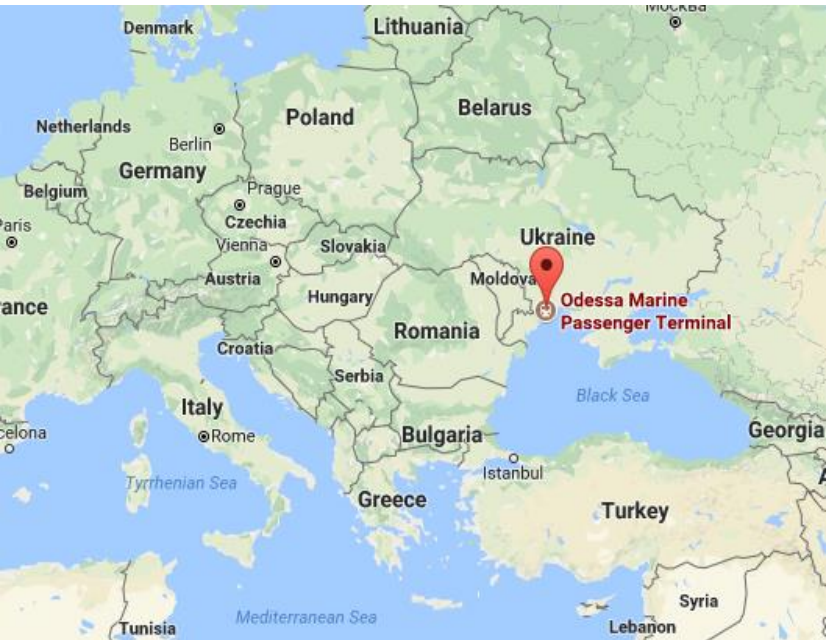 Москва
Denmark
Lithuania
Poland
Belarus
Netherlands
Berlin
Germany
Belgium
Prague
Paris
Czechia
Ukraine
Vienna
Slovakia
Austria
Moldova
Hungary
Odessa Marine
Passenger Terminal
ance
Romania
Croatia
Serbia
Black Sea
Italy
Rome
celona
Bulgaria
Georgia
Istanbul
Tyrrhenian Sea
Greece
Turkey
Syria
Mediterranean Sea
Tunisia
Lebanon